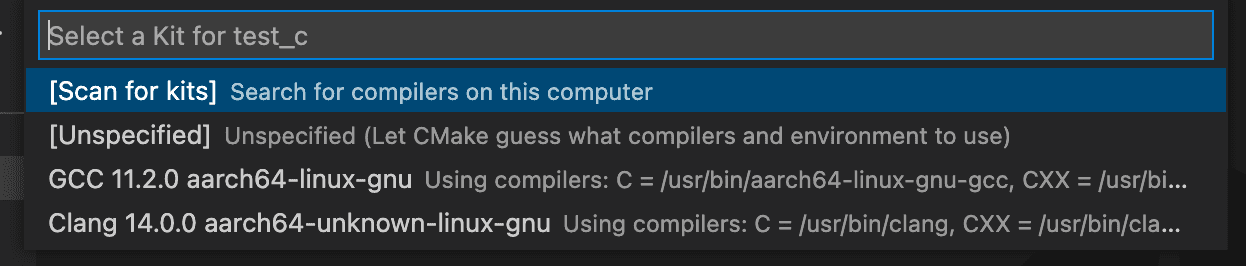 Select a Kit for test_c
[Scan for kits] Search for compilers on this computer
[Unspecified] Unspecified (Let CMake guess what compilers and environment to use)
GCC 11.2.0 aarch64-linux-gnu Using compilers: C = /usr/bin/aarch64-linux-gnu-gcc, CXX = /usr/bi...
Clang 14.0.0 aarch64-unknown-linux-gnu Using compilers: C = /usr/bin/clang, CXX = /usr/bin/cla...